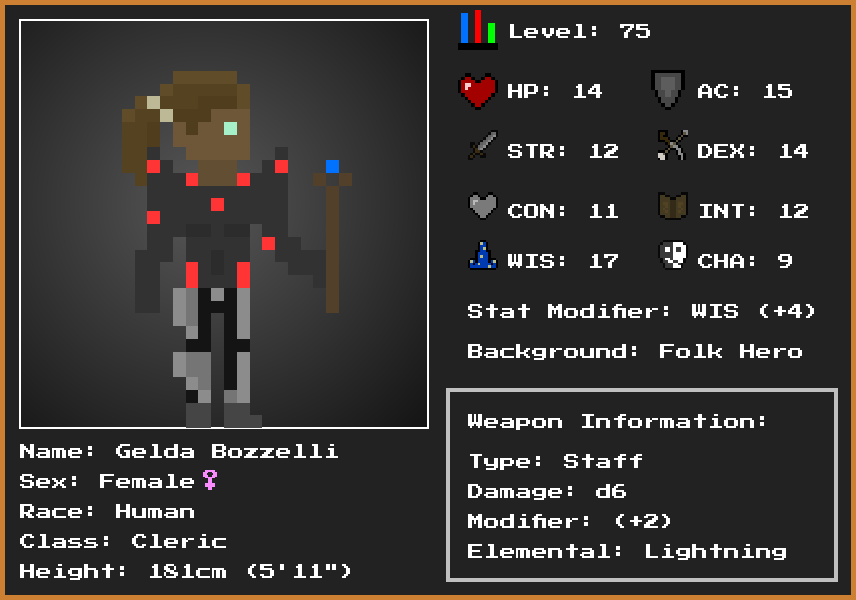 Level: 75
HP: 14
AC: 15
STR: 12
DEX: 14
CON: 11
INT: 12
WIS: 17
CHA: 9
Stat Modifier: WIS (+4)
Background: Folk Hero
Weapon Information:
Type: Staff
Damage: d6
Modifier: (+2)
Elemental: Lightning
Name: Gelda Bozzelli
Sex: Female♀
Race: Human
Class: Cleric
Height: 181cm (5'11")